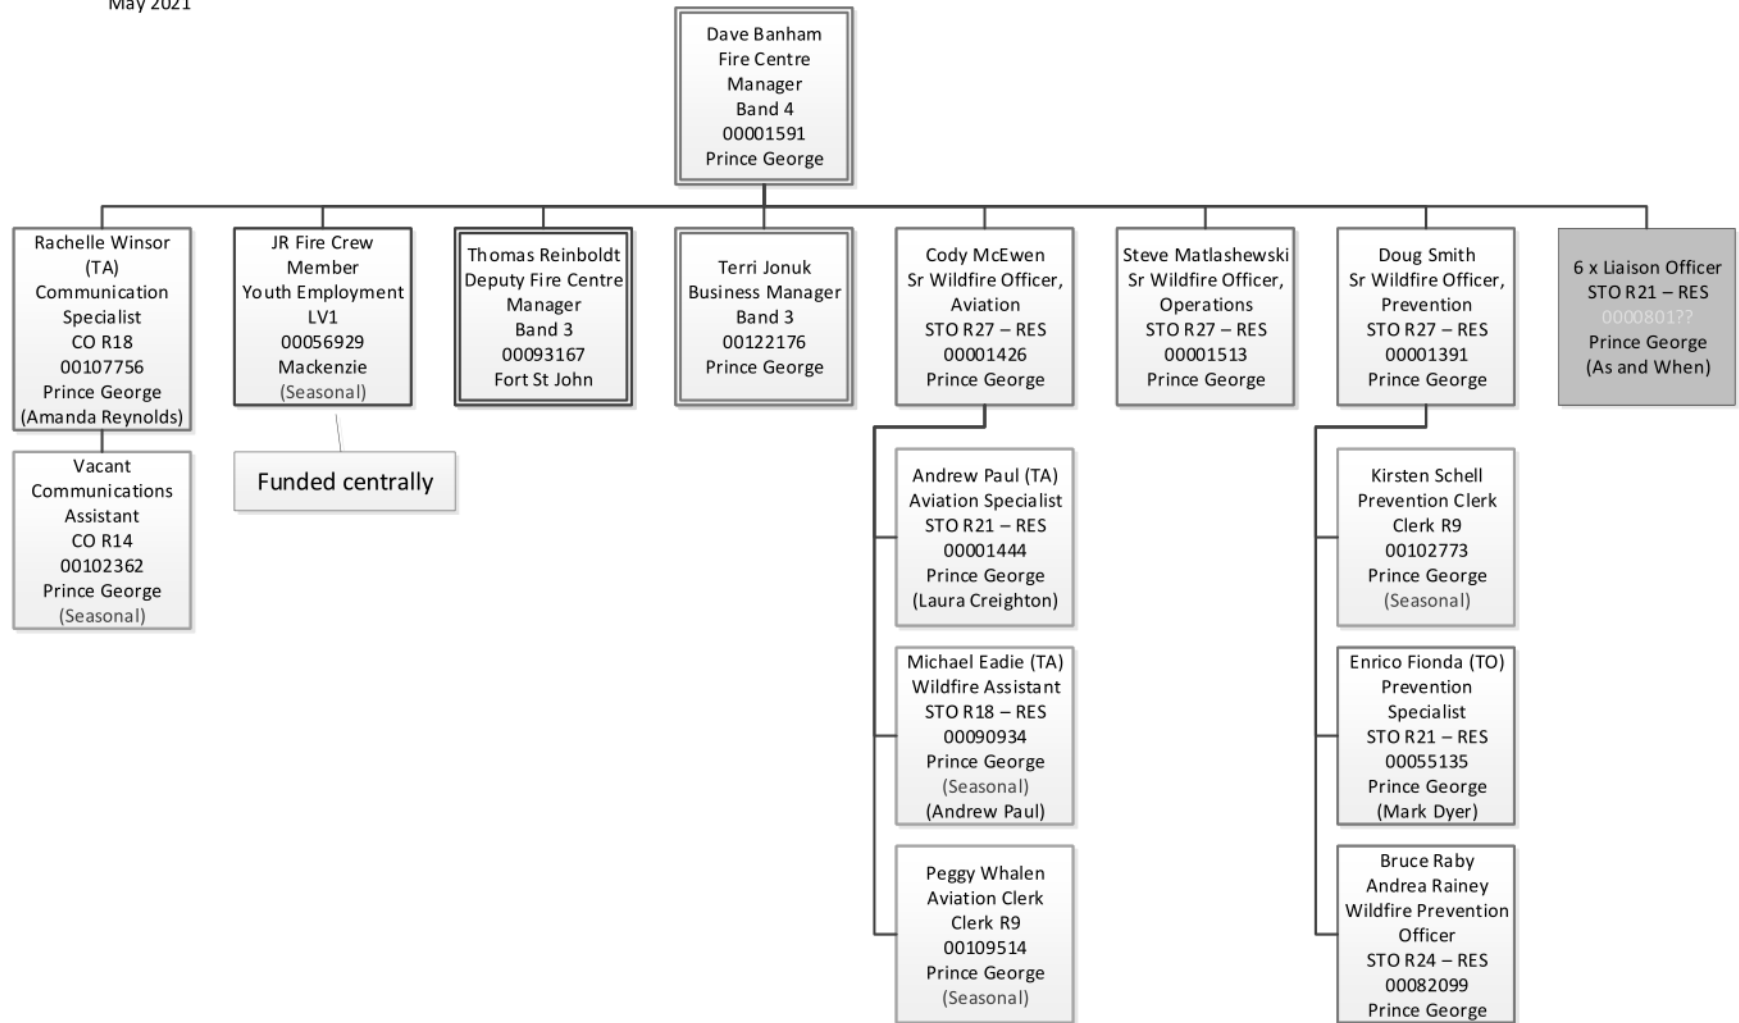 May 2021
Dave Banham
Fire Centre
Manager
Band 4
00001591
Prince George
Rachelle Winsor
(TA)
Communication
Specialist
CO R18
00107756
Prince George
(Amanda Reynolds)
JR Fire Crew
Member
Youth Employment
LV1
00056929
Mackenzie
(Seasonal)
Thomas Reinboldt
Deputy Fire Centre
Manager
Band 3
00093167
Fort St John
Terri Jonuk
Business Manager
Band 3
00122176
Prince George
Cody McEwen
Sr Wildfire Officer,
Aviation
STO R27 – RES
00001426
Prince George
Steve Matlashewski
Sr Wildfire Officer,
Operations
STO R27 – RES
00001513
Prince George
Doug Smith
Sr Wildfire Officer,
Prevention
STO R27 – RES
00001391
Prince George
6 x Liaison Officer
STO R21 – RES
0000801??
Prince George
(As and When)
Vacant
Communications
Assistant
CO R14
00102362
Prince George
(Seasonal)
Funded centrally
Andrew Paul (TA)
Aviation Specialist
STO R21 – RES
00001444
Prince George
(Laura Creighton)
Michael Eadie (TA)
Wildfire Assistant
STO R18 – RES
00090934
Prince George
(Seasonal)
(Andrew Paul)
Peggy Whalen
Aviation Clerk
Clerk R9
00109514
Prince George
(Seasonal)
Kirsten Schell
Prevention Clerk
Clerk R9
00102773
Prince George
(Seasonal)
Enrico Fionda (TO)
Prevention
Specialist
STO R21 – RES
00055135
Prince George
(Mark Dyer)
Bruce Raby
Andrea Rainey
Wildfire Prevention
Officer
STO R24 – RES
00082099
Prince George